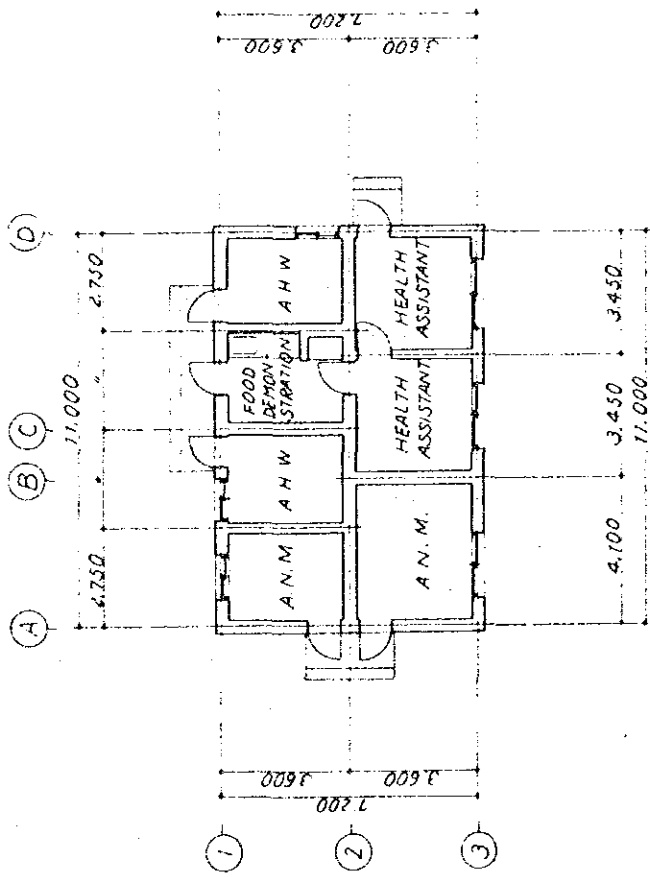 A
B
C
D
11.000
2.750
2.750
1
2
3
7.200
3.600
3.600
7.200
3.600
3.600
A.N.M
A H W
FOOD
DEMON
STRATION
A H W
A.N.M.
HEALTH
ASSISTANT
HEALTH
ASSISTANT
4.100
3.450
3.450
11.000